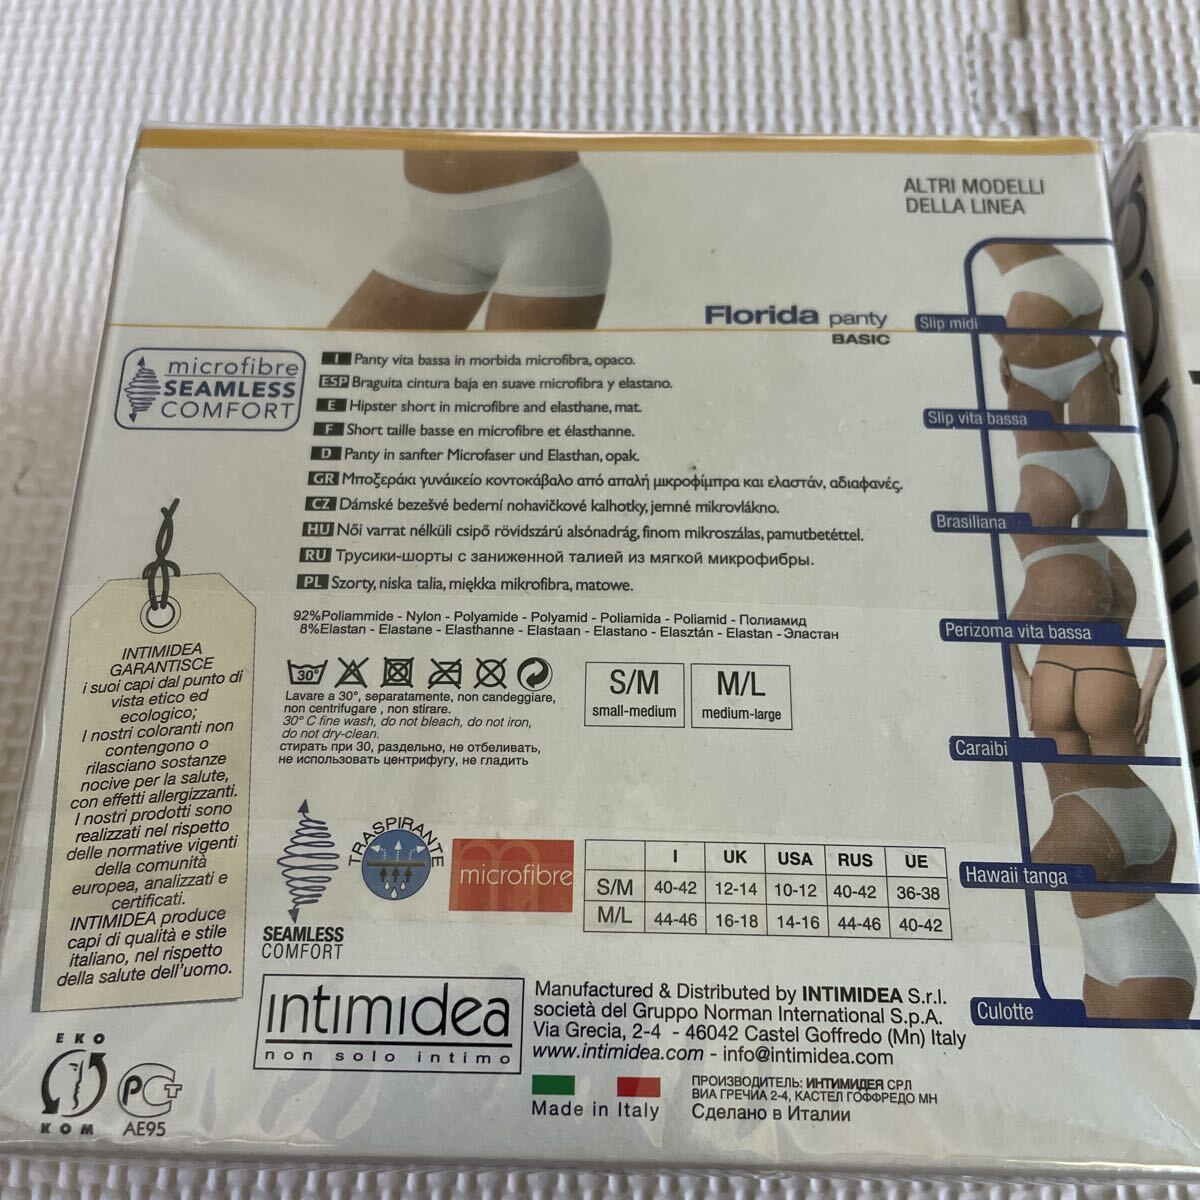 ALTRI MODELLI
DELLA LINEA
Florida panty
BASIC
Slip midi
Slip vita bassa
Brasiliana
Perizoma vita bassa
Caraibi
Hawaii tanga
Culotte
microfibre
SEAMLESS
COMFORT
I Panty vita bassa in morbida microfibra, opaco.
ESP Braguita cintura baja en suave microfibra y elastano.
E Hipster short in microfibre and elasthane, mat.
F Short taille basse en microfibre et élasthanne.
D Panty in sanfter Microfaser und Elasthan, opak.
GR Μποξεράκι γυνάικείο κοντοκάβαλο από απαλή μικροφίμπρα και ελαστάν, αδιαφανές.
CZ Dámské bezešvé bederní nohavičkové kalhotky, jemné mikrovlákno.
HU Női varrat nélküli csipő rövidszárú alsónadrág, finom mikroszálas, pamutbetéttel.
RU Трусики-шорты с заниженной талией из мягкой микрофибры.
PL Szorty, niska talia, miękka mikrofibra, matowe.
92%Poliammide - Nylon - Polyamide - Polyamid - Poliamida - Poliamid - Полиамид
8%Elastan - Elastane - Elasthanne - Elastaan - Elastano - Elasztán - Elastan - Эластан
30°
Lavare a 30°, separatamente, non candeggiare,
non centrifugare , non stirare.
30° C fine wash, do not bleach, do not iron,
do not dry-clean.
стирать при 30, раздельно, не отбеливать,
не использовать центрифугу, не гладить
S/M
small-medium
M/L
medium-large
INTIMIDEA
GARANTISCE
i suoi capi dal punto di
vista etico ed
ecologico;
I nostri coloranti non
contengono o
rilasciano sostanze
nocive per la salute,
con effetti allergizzanti.
I nostri prodotti sono
realizzati nel rispetto
delle normative vigenti
della comunità
europea, analizzati e
certificati.
INTIMIDEA produce
capi di qualità e stile
italiano, nel rispetto
della salute dell'uomo.
SEAMLESS
COMFORT
TRASPIRANTE
m
microfibre
I UK USA RUS UE
S/M 40-42 12-14 10-12 40-42 36-38
M/L 44-46 16-18 14-16 44-46 40-42
intimidea
non solo intimo
Manufactured & Distributed by INTIMIDEA S.r.l.
società del Gruppo Norman International S.p.A.
Via Grecia, 2-4 - 46042 Castel Goffredo (Mn) Italy
www.intimidea.com - info@intimidea.com
Made in Italy
ПРОИЗВОДИТЕЛЬ: ИНТИМИДЕЯ СРЛ
ВИА ГРЕЧИА 2-4, КАСТЕЛ ГОФФРЕДО МН
Сделано в Италии
EKO
KOM
РСТ
AE95